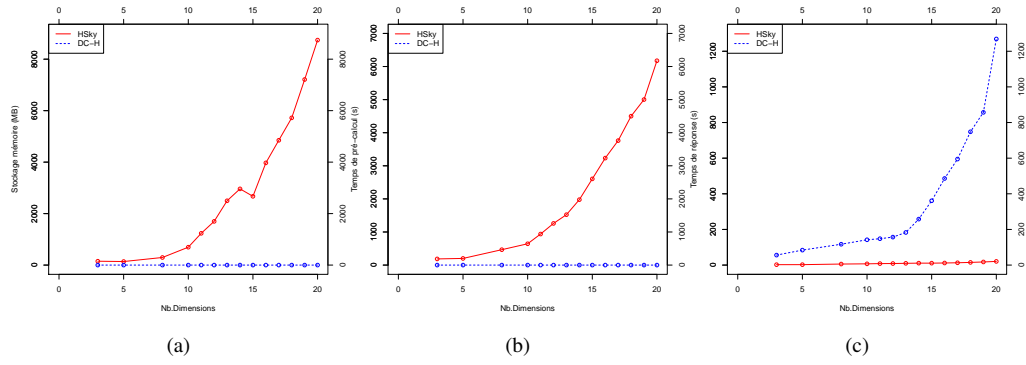 0 5 10 15 20
HSky
DC-H
Stockage mémoire (MB)
0 2000 4000 6000 8000
0 2000 4000 6000 8000
0 5 10 15 20
Nb.Dimensions
(a)
0 5 10 15 20
HSky
DC-H
Temps de pré-calcul (s)
0 1000 2000 3000 4000 5000 6000 7000
0 1000 2000 3000 4000 5000 6000 7000
0 5 10 15 20
Nb.Dimensions
(b)
0 5 10 15 20
HSky
DC-H
Temps de réponse (s)
0 200 400 600 800 1000 1200
0 200 400 600 800 1000 1200
0 5 10 15 20
Nb.Dimensions
(c)